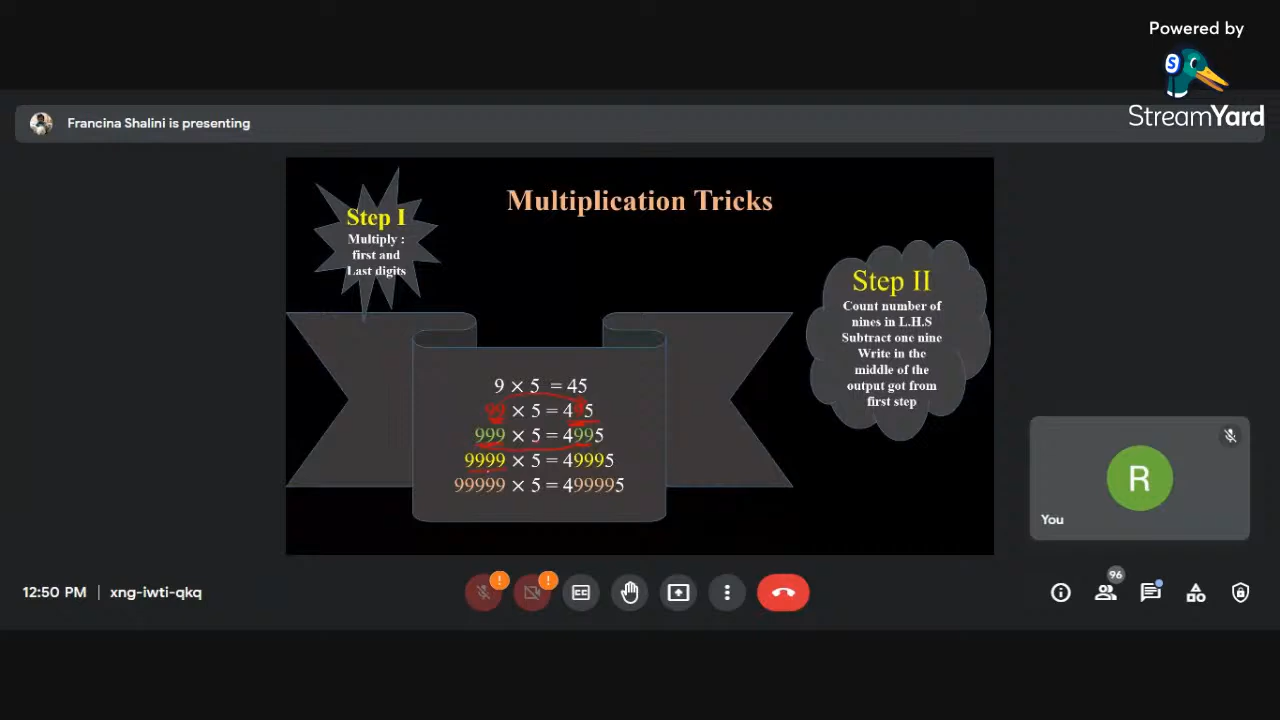 Powered by
S
StreamYard
Francina Shalini is presenting
Multiplication Tricks
Step I
Multiply :
first and
Last digits
Step II
Count number of
nines in L.H.S
Subtract one nine
Write in the
middle of the
output got from
first step
9 × 5 = 45
99 × 5 = 495
999 × 5 = 4995
9999 × 5 = 49995
99999 × 5 = 499995
R
You
12:50 PM | xng-iwti-qkq
!
!
CC
96